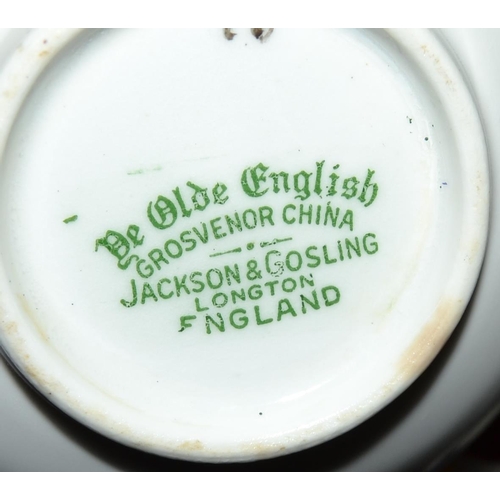 Ye Olde English
GROSVENOR CHINA
JACKSON & GOSLING
LONGTON
ENGLAND